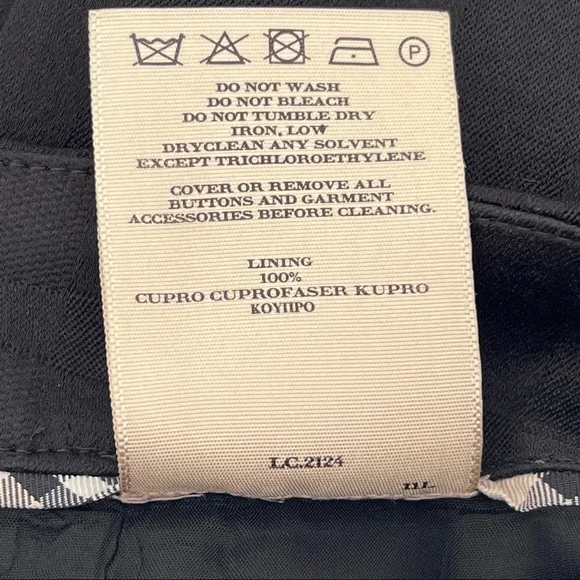 P
DO NOT WASH
DO NOT BLEACH
DO NOT TUMBLE DRY
IRON, LOW
DRYCLEAN ANY SOLVENT
EXCEPT TRICHLOROETHYLENE
COVER OR REMOVE ALL
BUTTONS AND GARMENT
ACCESSORIES BEFORE CLEANING.
LINING
100%
CUPRO CUPROFASER KUPRO
ΚΟΥΠΡΟ
LC.2124